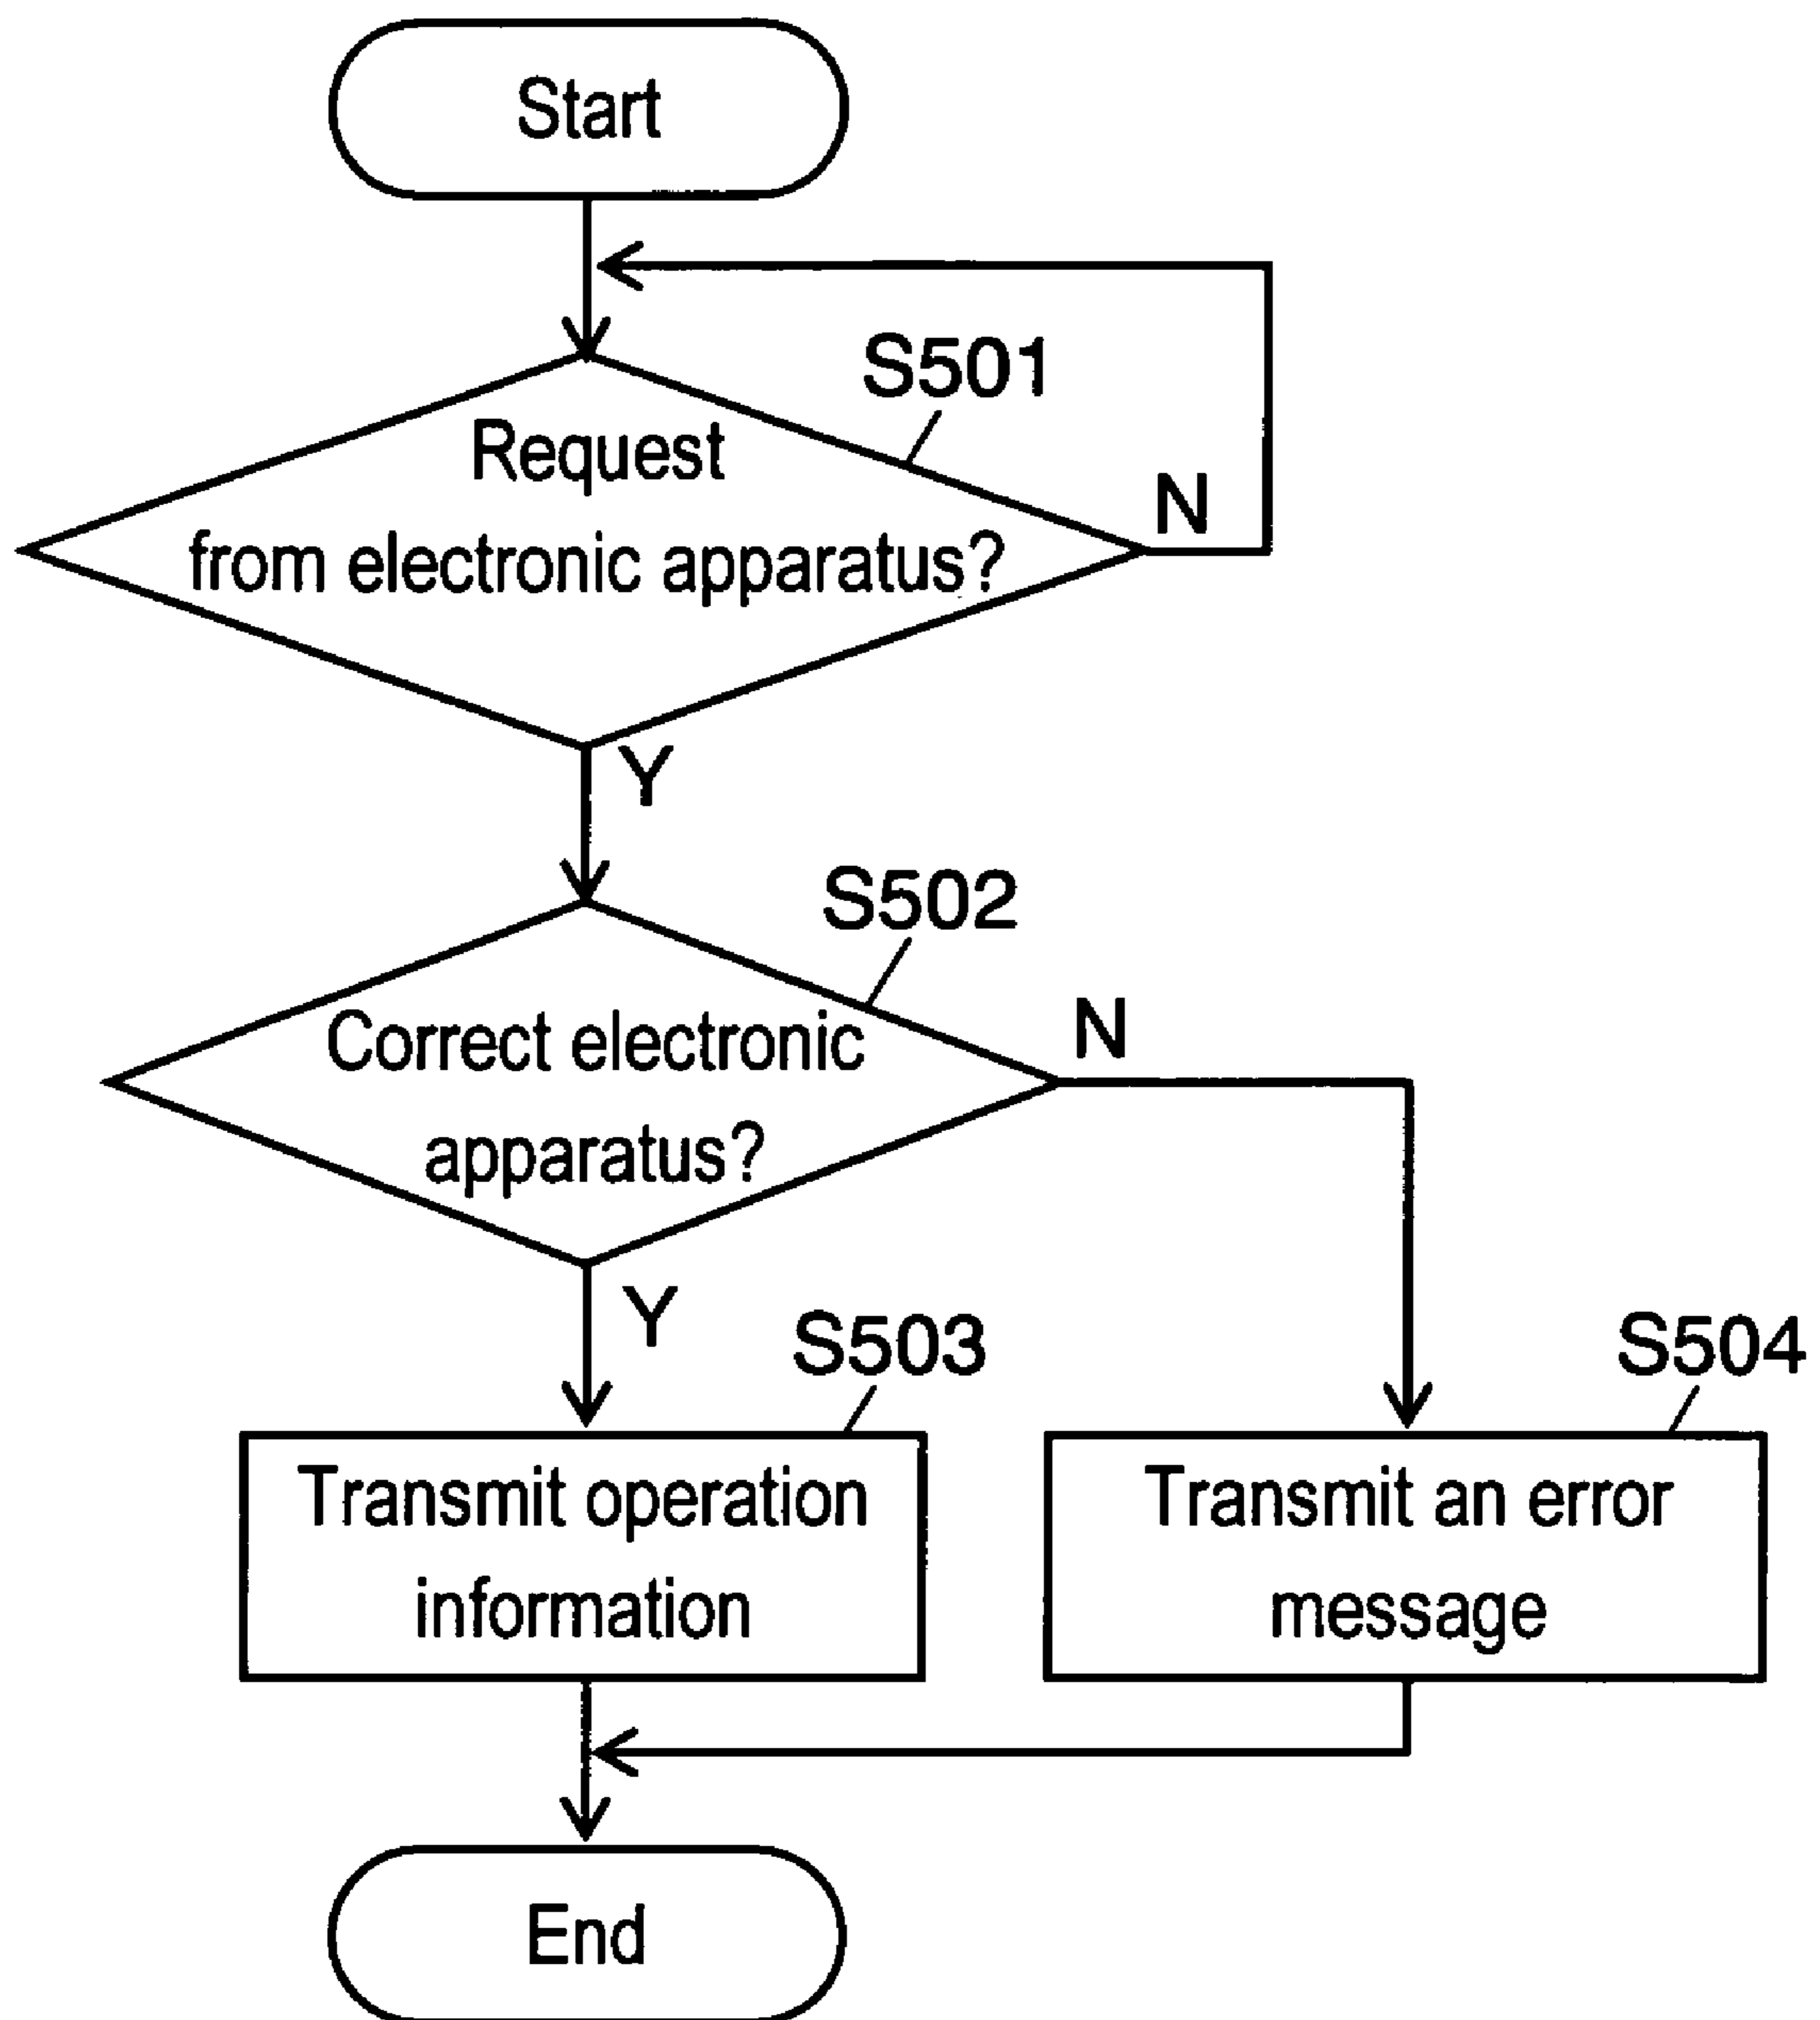 Start
S501
Request
from electronic apparatus?
N
Y
S502
Correct electronic
apparatus?
N
Y
S503
Transmit operation
information
S504
Transmit an error
message
End